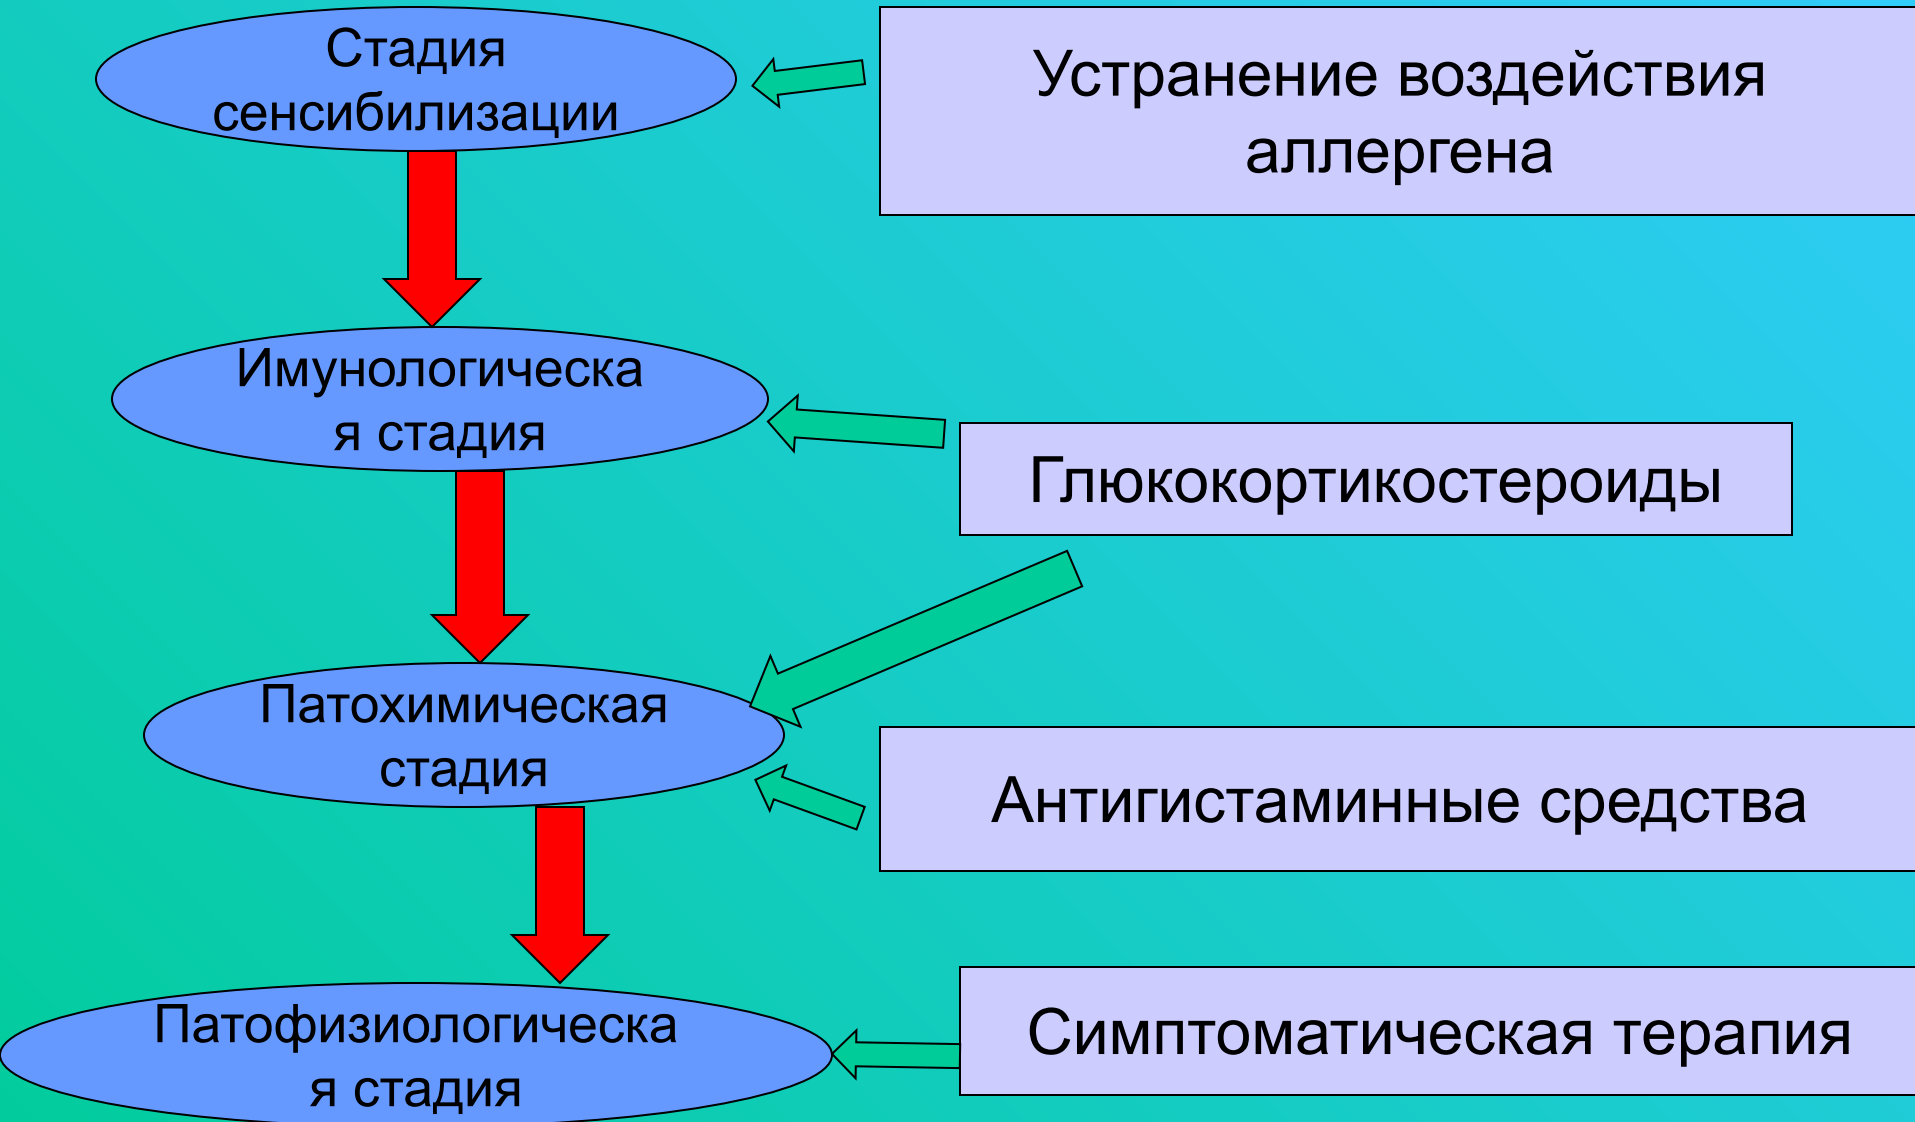 Стадия
сенсибилизации
Устранение воздействия
аллергена
Имунологическа
я стадия
Глюкокортикостероиды
Патохимическая
стадия
Антигистаминные средства
Патофизиологическа
я стадия
Симптоматическая терапия